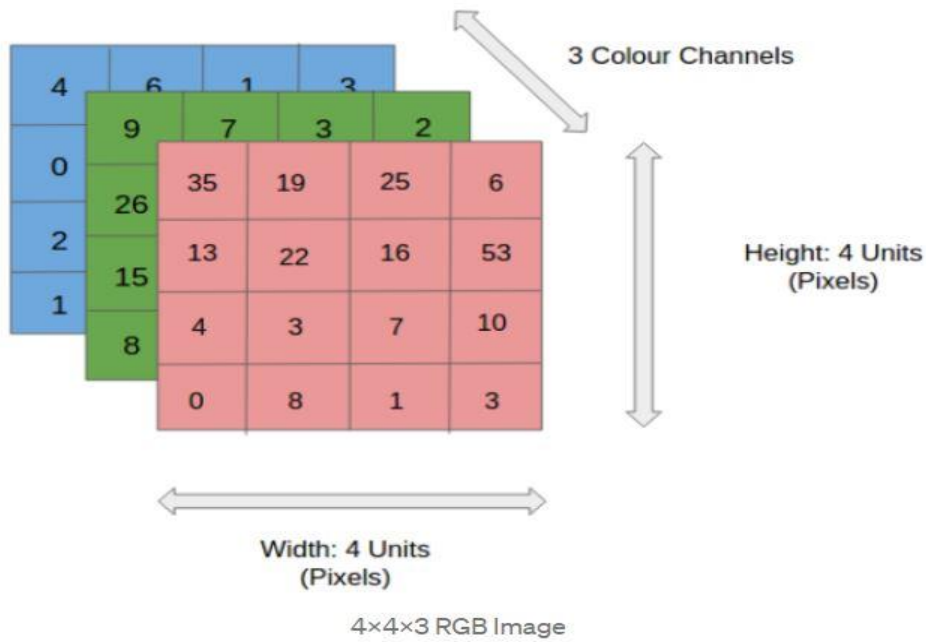 3 Colour Channels
4 6 1 3
9 7 3 2
0
35 19 25 6
26
13 22 16 53
2
Height: 4 Units
(Pixels)
15
4 3 7 10
1
8
0 8 1 3
Width: 4 Units
(Pixels)
4×4×3 RGB Image